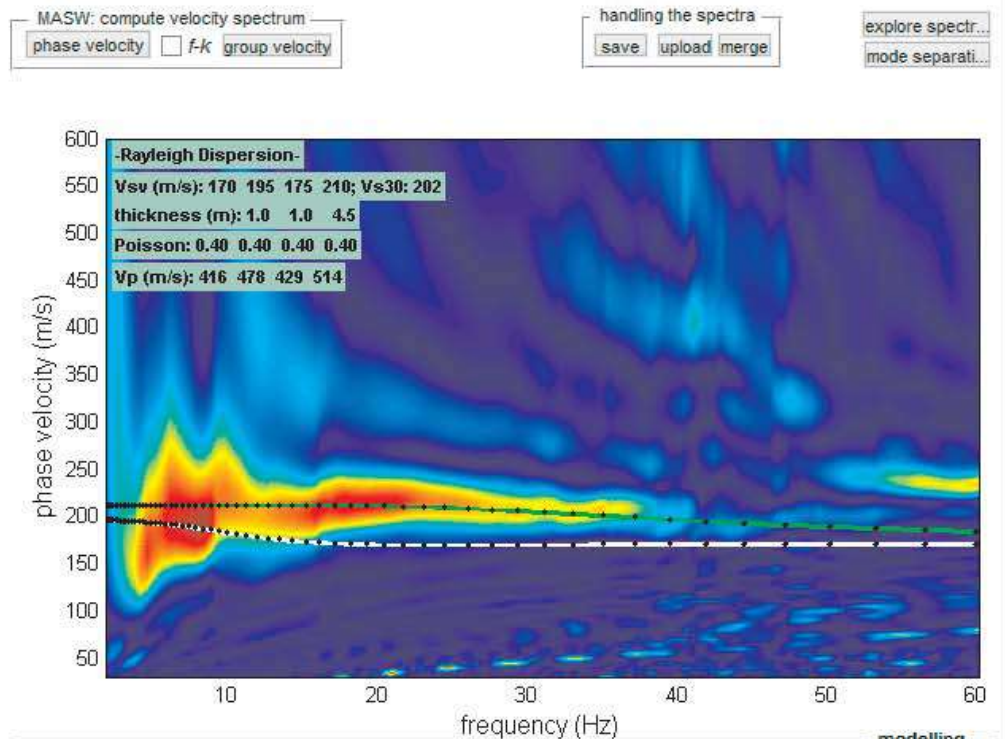 MASW: compute velocity spectrum
phase velocity f-k group velocity
handling the spectra
save upload merge
explore spectr...
mode separati...
600
550
500
450
400
350
300
250
200
150
100
50
phase velocity (m/s)
-Rayleigh Dispersion-
Vsv (m/s): 170 195 175 210; Vs30: 202
thickness (m): 1.0 1.0 4.5
Poisson: 0.40 0.40 0.40 0.40
Vp (m/s): 416 478 429 514
10 20 30 40 50 60
frequency (Hz)
modelling